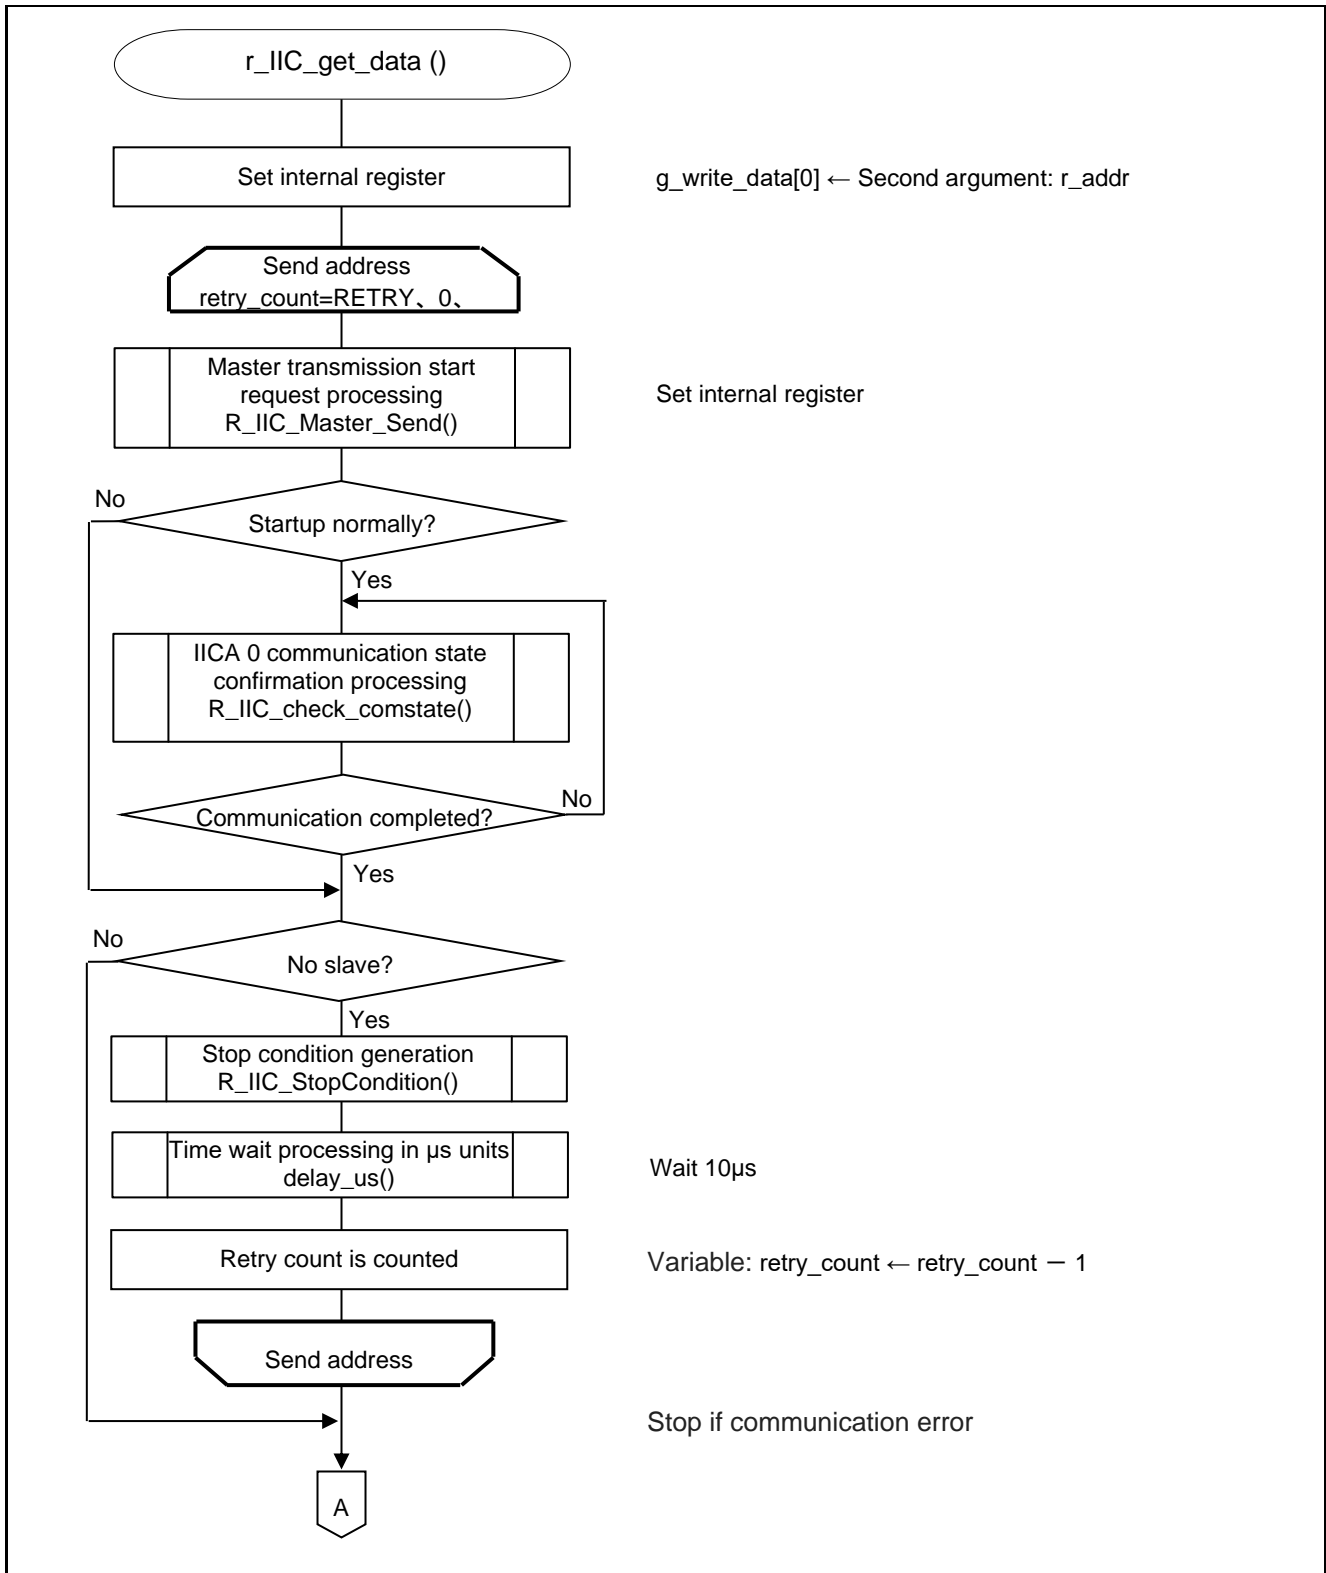 r_IIC_get_data ()
Set internal register
g_write_data[0] ← Second argument: r_addr
Send address
retry_count=RETRY、0、
Master transmission start
request processing
R_IIC_Master_Send()
Set internal register
No
Startup normally?
Yes
IICA 0 communication state
confirmation processing
R_IIC_check_comstate()
Communication completed?
No
Yes
No
No slave?
Yes
Stop condition generation
R_IIC_StopCondition()
Time wait processing in µs units
delay_us()
Wait 10µs
Retry count is counted
Variable: retry_count ← retry_count － 1
Send address
Stop if communication error
A